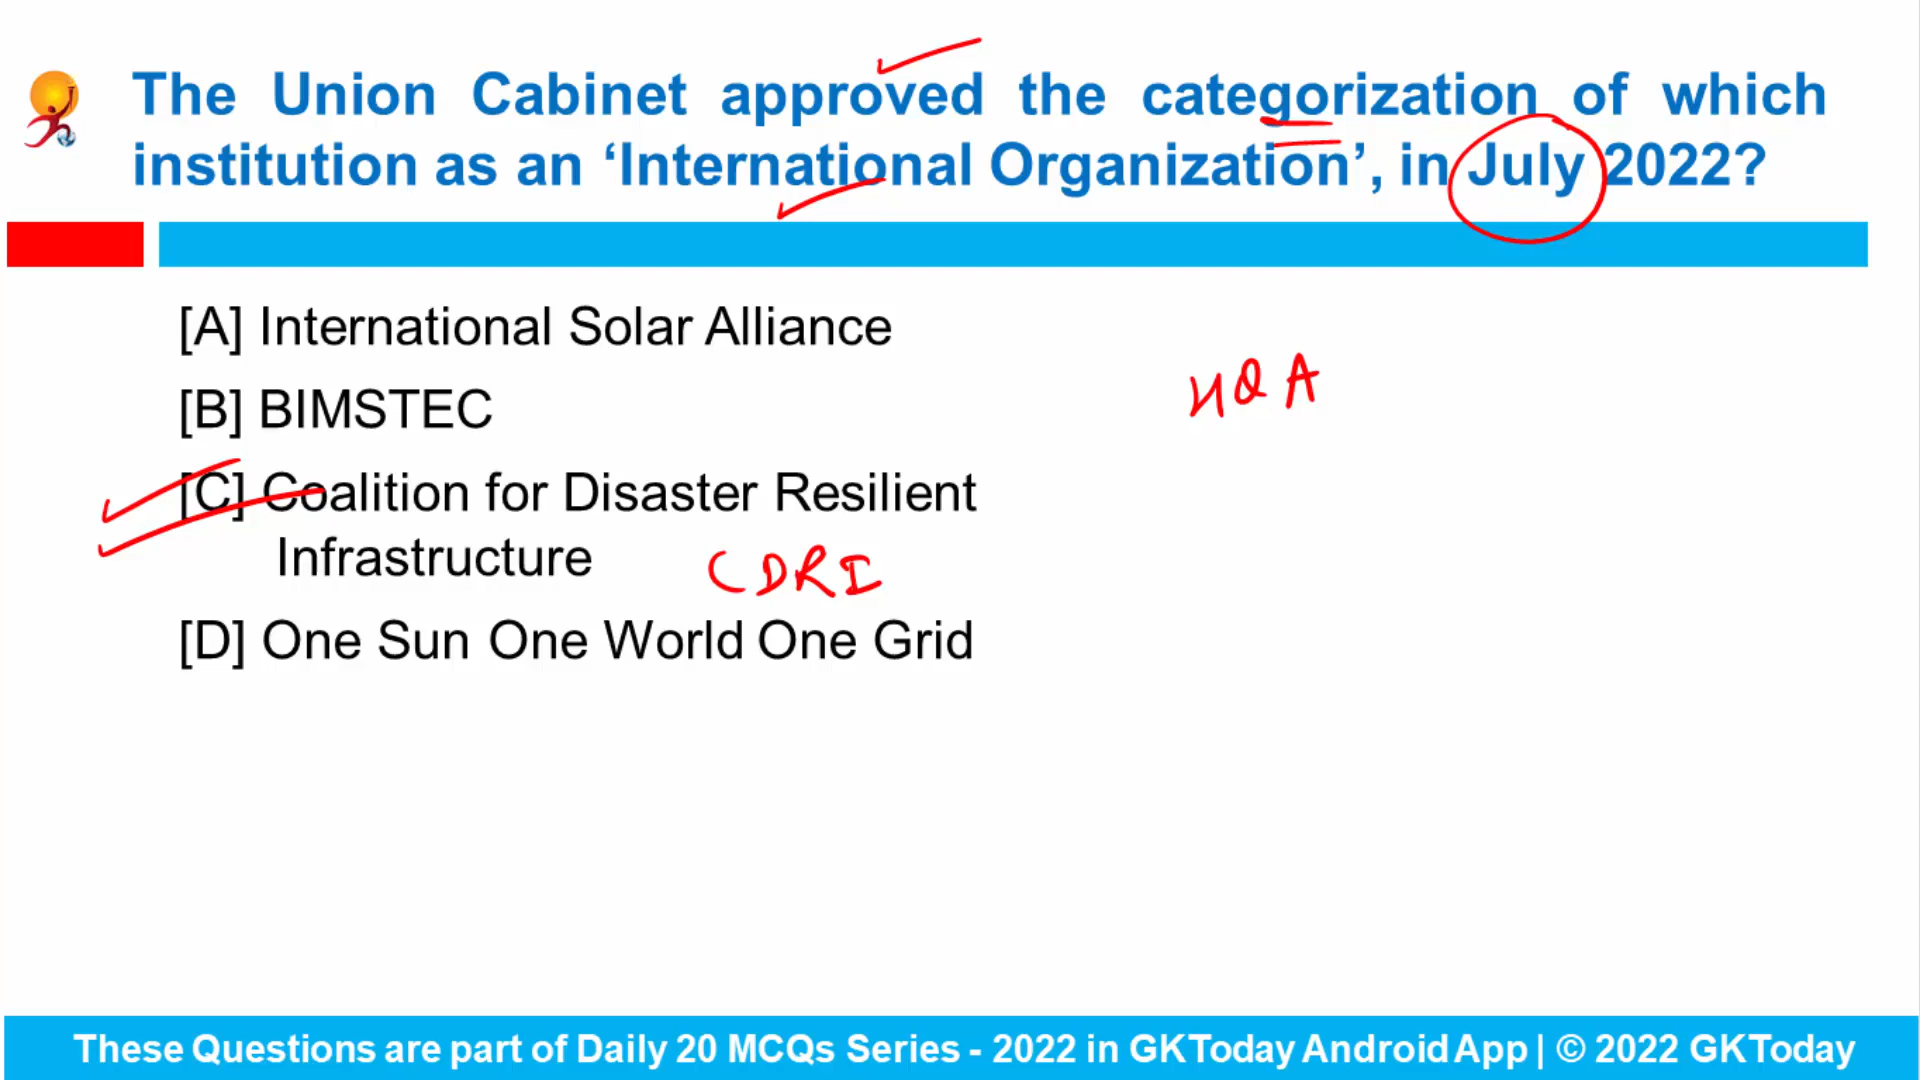 The Union Cabinet approved the categorization of which
institution as an ‘International Organization’, in July 2022?
[A] International Solar Alliance
[B] BIMSTEC
HQA
[C] Coalition for Disaster Resilient
Infrastructure
CDRI
[D] One Sun One World One Grid
These Questions are part of Daily 20 MCQs Series - 2022 in GKToday Android App | © 2022 GKToday